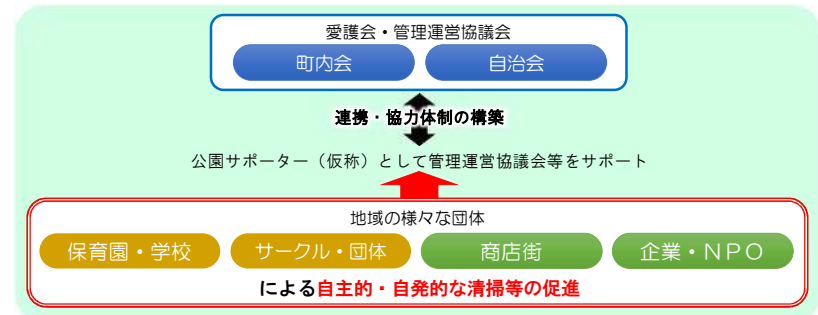 愛護会・管理運営協議会
町内会 自治会
連携・協力体制の構築
公園サポーター（仮称）として管理運営協議会等をサポート
地域の様々な団体
保育園・学校 サークル・団体 商店街 企業・ＮＰＯ
による自主的・自発的な清掃等の促進